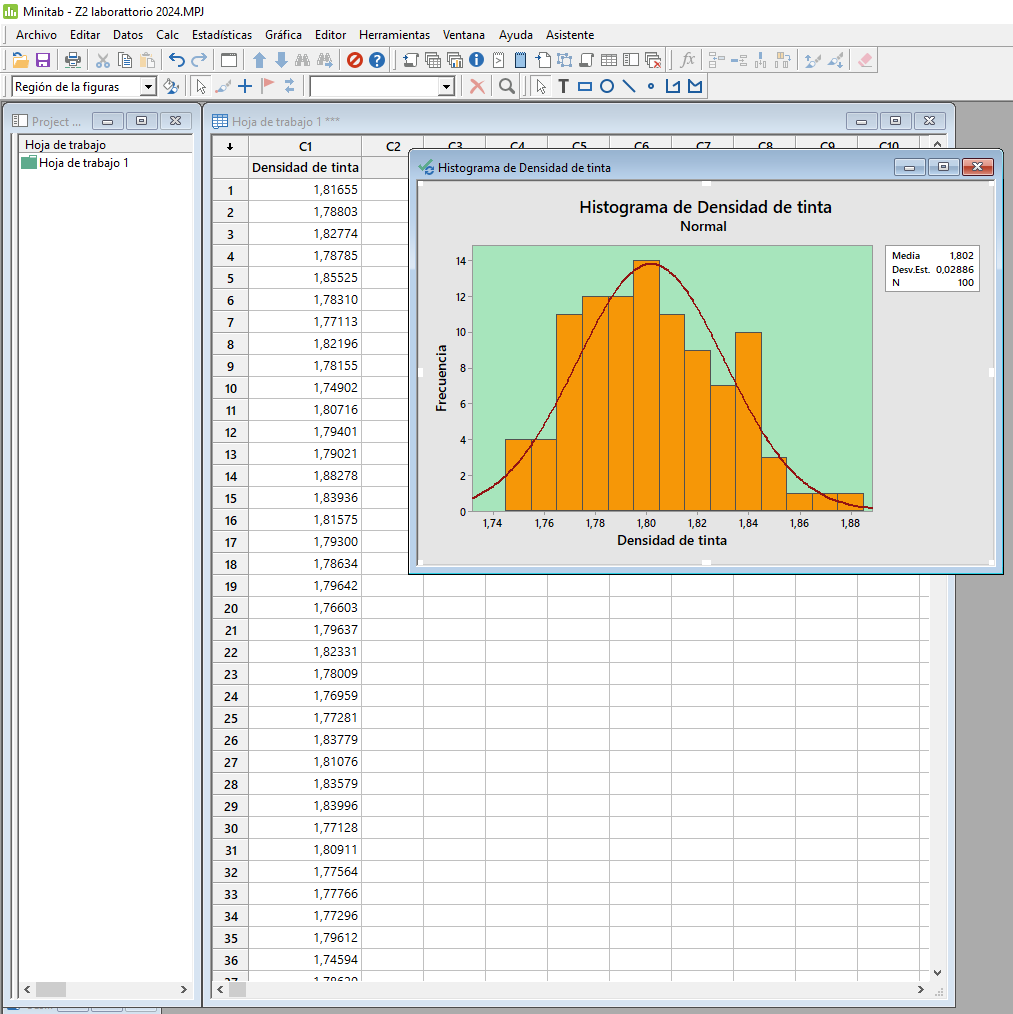 Minitab - Z2 laborattorio 2024.MPJ
Archivo Editar Datos Calc Estadísticas Gráfica Editor Herramientas Ventana Ayuda Asistente
Región de la figuras
Project ...
Hoja de trabajo
Hoja de trabajo 1
Hoja de trabajo 1 ***
C1 C2 C3 C4 C5 C6 C7 C8 C9 C10
Densidad de tinta
1 1,81655
2 1,78803
3 1,82774
4 1,78785
5 1,85525
6 1,78310
7 1,77113
8 1,82196
9 1,78155
10 1,74902
11 1,80716
12 1,79401
13 1,79021
14 1,88278
15 1,83936
16 1,81575
17 1,79300
18 1,78634
19 1,79642
20 1,76603
21 1,79637
22 1,82331
23 1,78009
24 1,76959
25 1,77281
26 1,83779
27 1,81076
28 1,83579
29 1,83996
30 1,77128
31 1,80911
32 1,77564
33 1,77766
34 1,77296
35 1,79612
36 1,74594
Histograma de Densidad de tinta
Histograma de Densidad de tinta
Normal
Media 1,802
Desv.Est. 0,02886
N 100
Frecuencia
14
12
10
8
6
4
2
0
1,74 1,76 1,78 1,80 1,82 1,84 1,86 1,88
Densidad de tinta